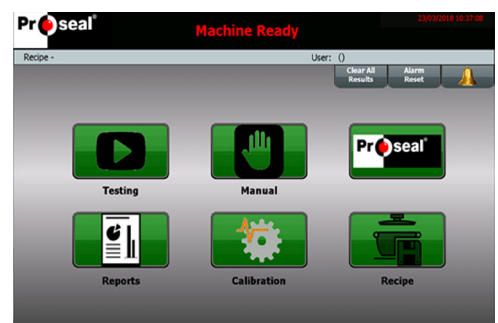 Proseal®
Machine Ready
23/03/2018 10:37:08
Recipe -
User: ()
Clear All
Results
Alarm
Reset
Proseal®
Testing
Manual
Reports
Calibration
Recipe